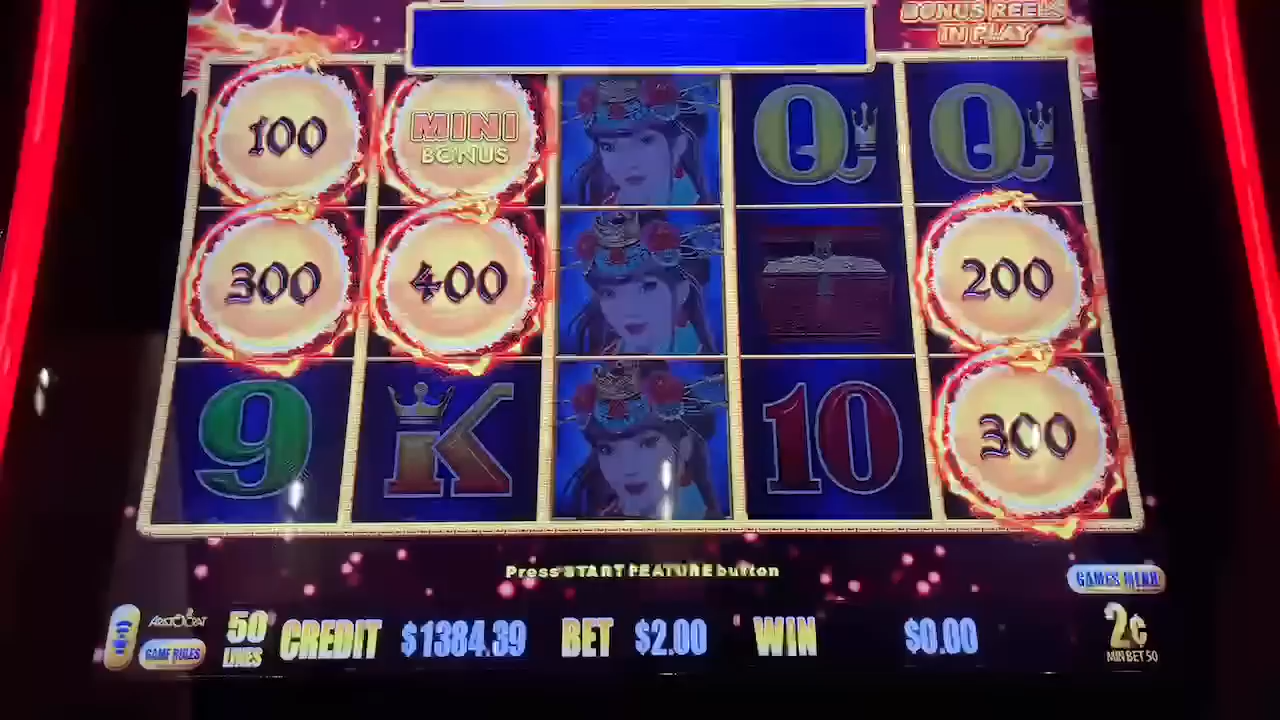 BONUS REELS
IN PLAY
100
MINI
BONUS
Q
Q
300
400
200
9
K
10
300
Press START FEATURE button
GAMES MENU
ARISTOCRAT
GAME RULES
50
LINES
CREDIT $1384.39
BET $2.00
WIN $0.00
2¢
MIN BET 50